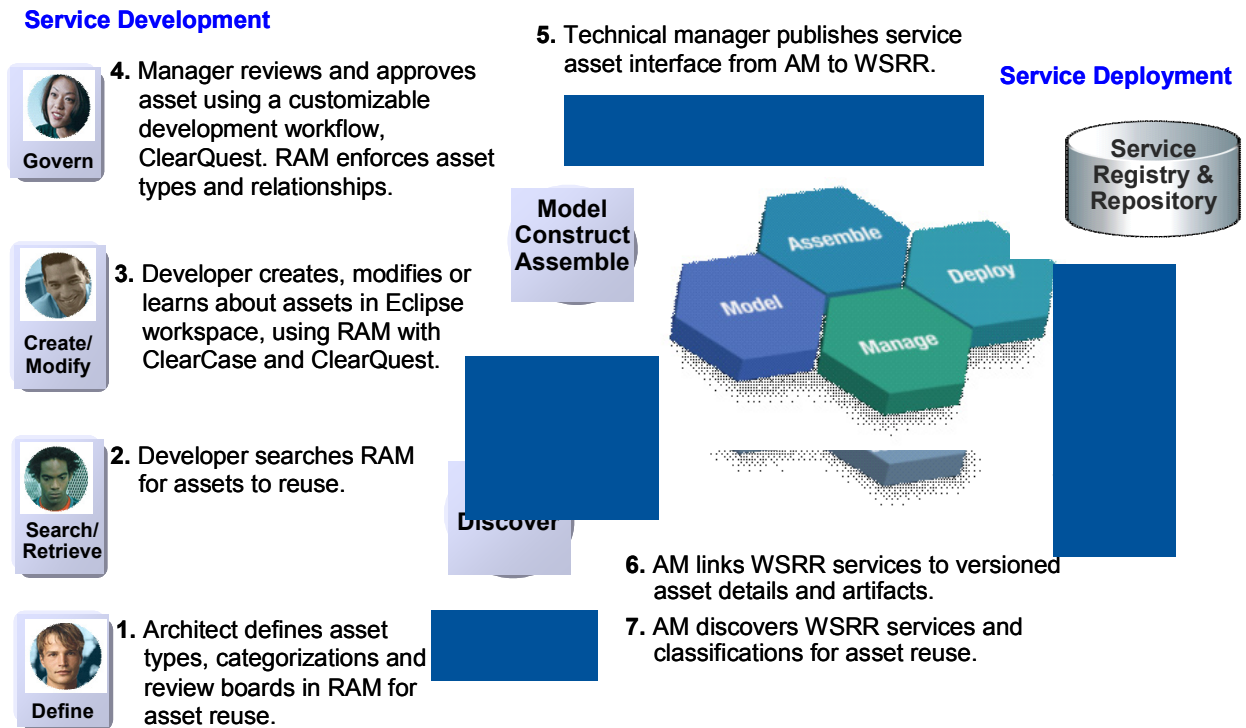 Service Development
4. Manager reviews and approves
asset using a customizable
development workflow,
ClearQuest. RAM enforces asset
types and relationships.
Govern
3. Developer creates, modifies or
learns about assets in Eclipse
workspace, using RAM with
ClearCase and ClearQuest.
Create/
Modify
2. Developer searches RAM
for assets to reuse.
Search/
Retrieve
1. Architect defines asset
types, categorizations and
review boards in RAM for
asset reuse.
Define
5. Technical manager publishes service
asset interface from AM to WSRR.
Service Deployment
Service
Registry &
Repository
Model
Construct
Assemble
Assemble
Deploy
Model
Manage
Discover
6. AM links WSRR services to versioned
asset details and artifacts.
7. AM discovers WSRR services and
classifications for asset reuse.